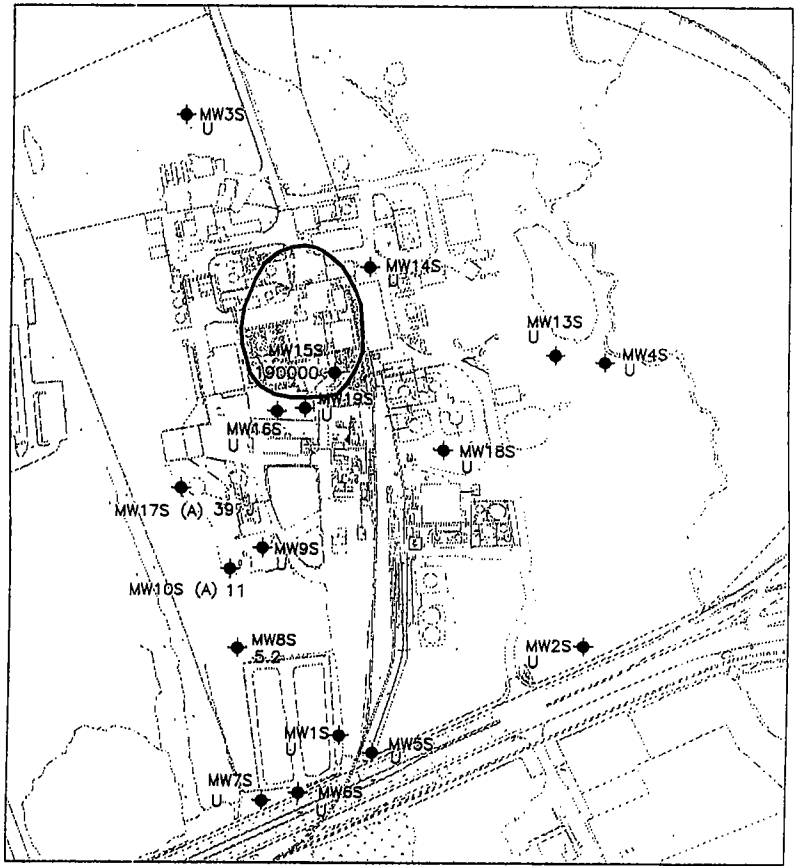 MW3S
U
MW14S
U
MW13S
U
MW4S
U
MW15S
190000
MW19S
U
MW16S
U
MW18S
U
MW17S (A) 39 J
MW9S
U
MW10S (A) 11
MW8S
5.2
MW2S
U
MW1S
U
MW5S
U
MW7S
U
MW6S
U